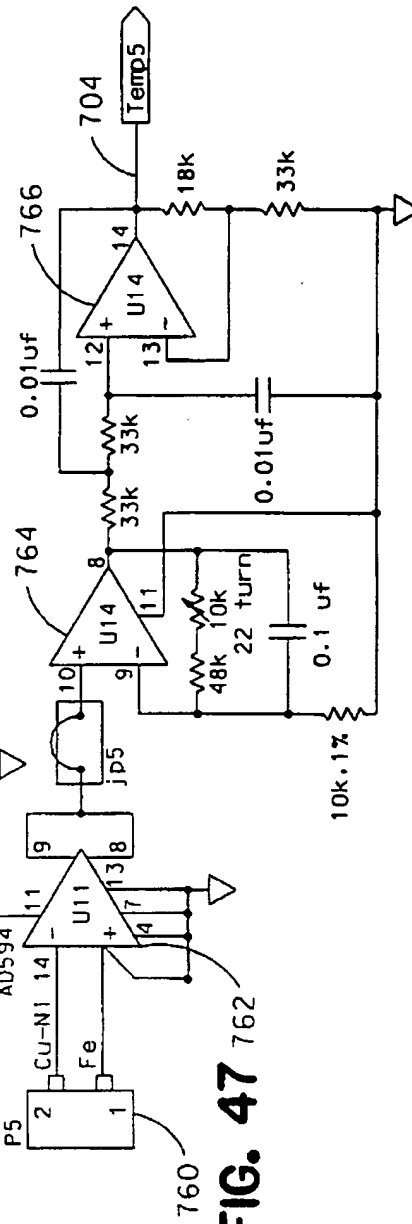 P5
2
1
Cu-Ni
Fe
14
AD594
11
U11
-
+
4
7
13
9
8
jp5
760
762
10
9
+
-
U14
8
11
764
48k
10k
22 turn
0.1 uf
10k.1%
33k
33k
0.01uf
0.01uf
12
13
+
-
U14
14
766
18k
33k
704
Temp5
FIG. 47